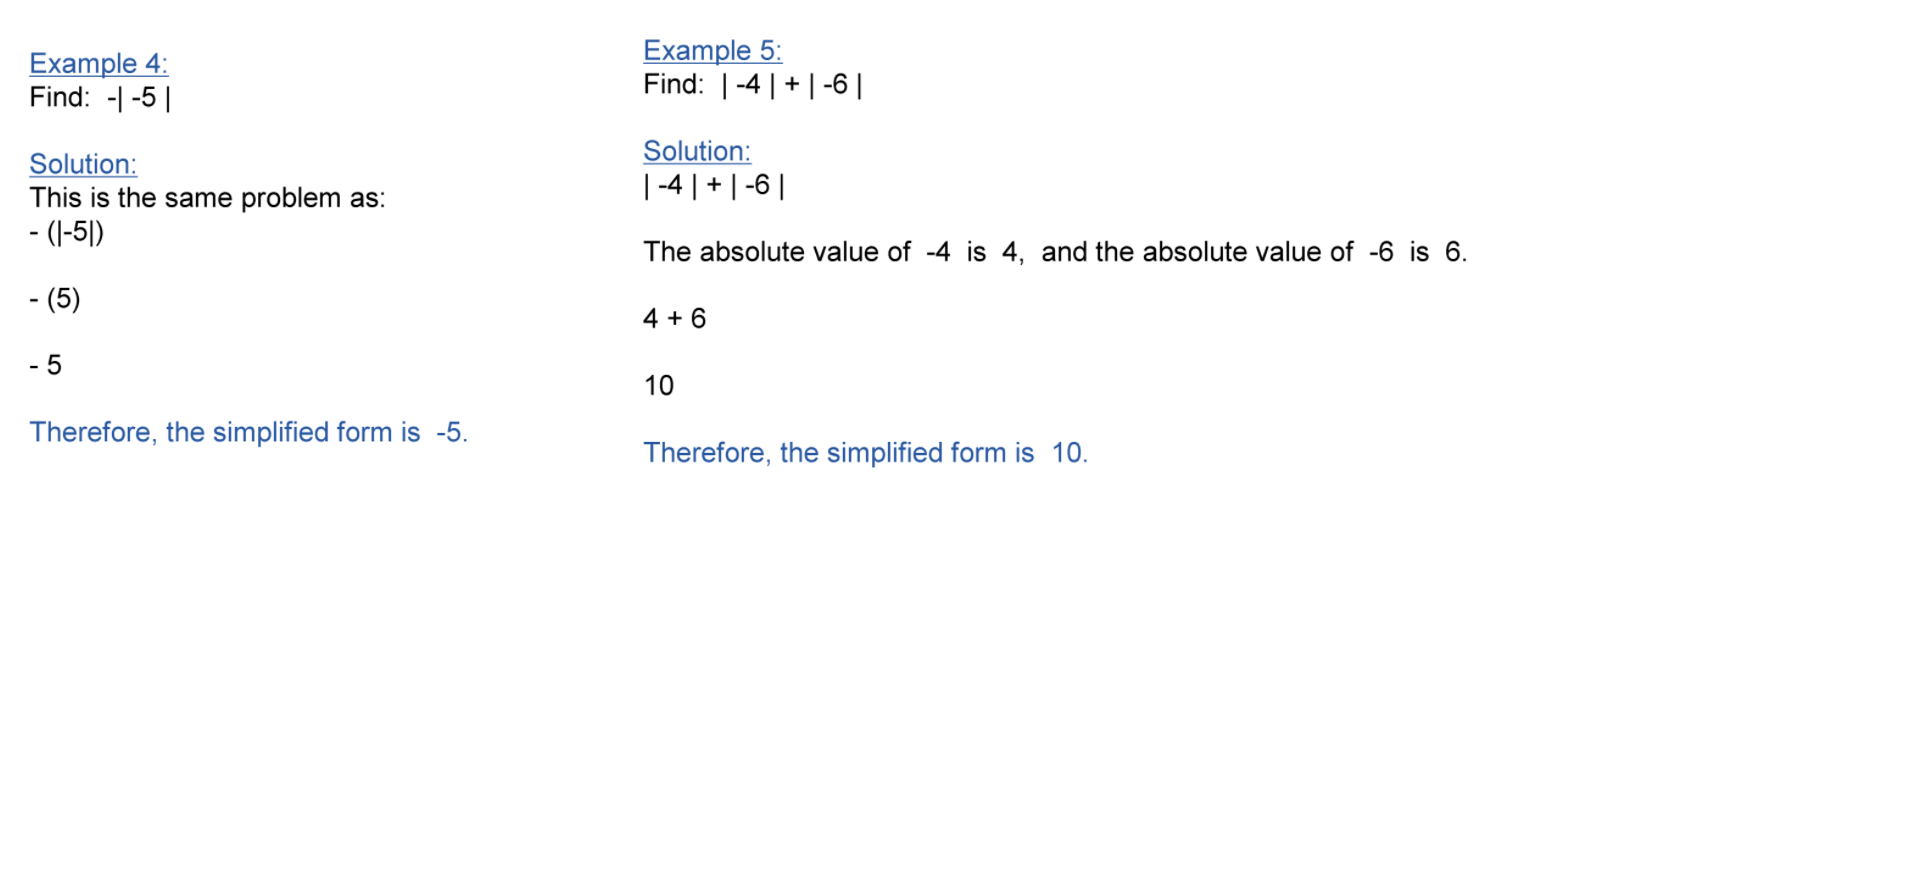 Example 4:
Find: -| -5 |
Solution:
This is the same problem as:
- (|-5|)
- (5)
- 5
Therefore, the simplified form is -5.
Example 5:
Find: | -4 | + | -6 |
Solution:
| -4 | + | -6 |
The absolute value of -4 is 4, and the absolute value of -6 is 6.
4 + 6
10
Therefore, the simplified form is 10.